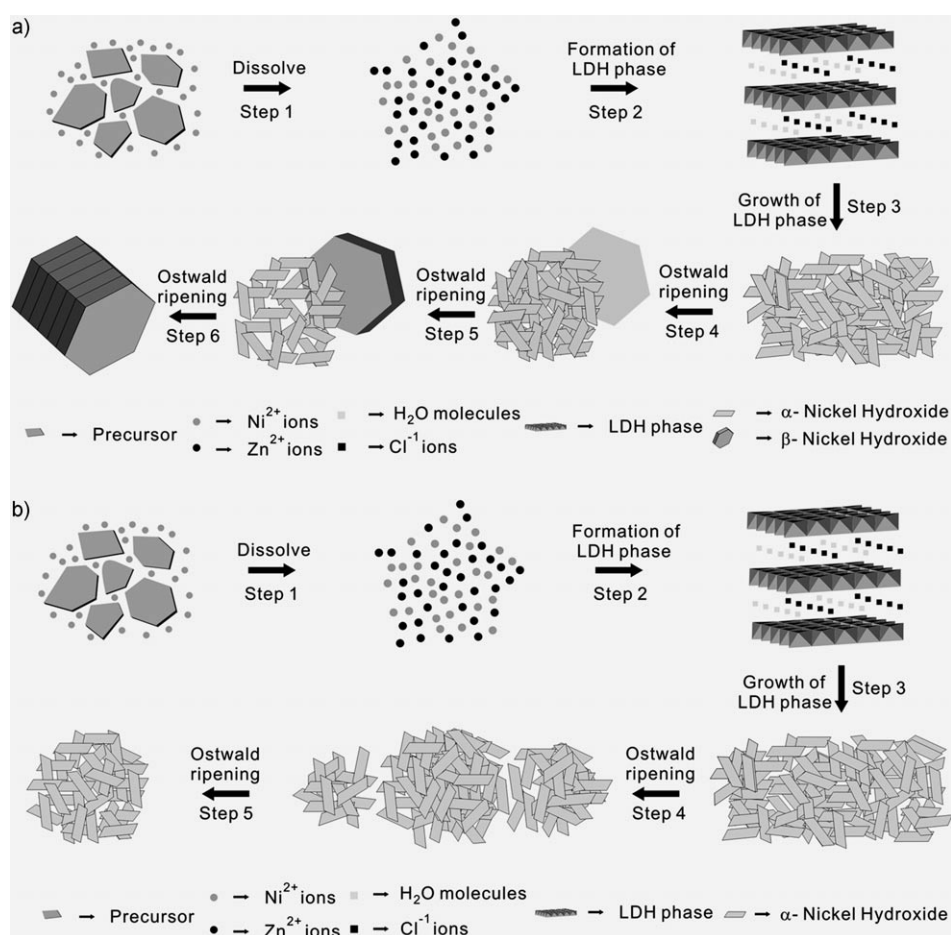 a)
Dissolve
Step 1
Formation of
LDH phase
Step 2
Growth of
LDH phase
Step 3
Ostwald
ripening
Step 6
Ostwald
ripening
Step 5
Ostwald
ripening
Step 4
→ Precursor
→ Ni²⁺ ions
→ Zn²⁺ ions
→ H₂O molecules
→ Cl⁻¹ ions
→ LDH phase
→ α- Nickel Hydroxide
→ β- Nickel Hydroxide
b)
Dissolve
Step 1
Formation of
LDH phase
Step 2
Growth of
LDH phase
Step 3
Ostwald
ripening
Step 5
Ostwald
ripening
Step 4
→ Precursor
→ Ni²⁺ ions
→ Zn²⁺ ions
→ H₂O molecules
→ Cl⁻¹ ions
→ LDH phase
→ α- Nickel Hydroxide